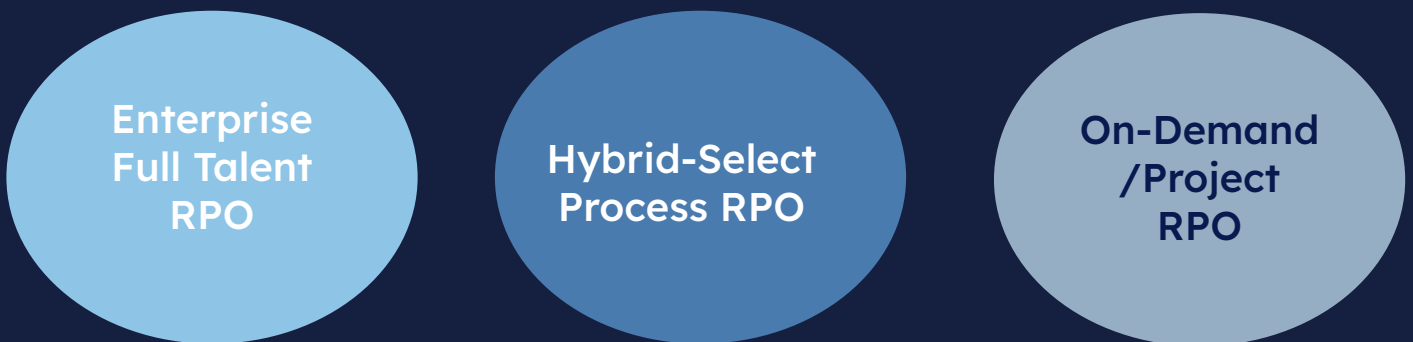 Enterprise
Full Talent
RPO
Hybrid-Select
Process RPO
On-Demand
/Project
RPO